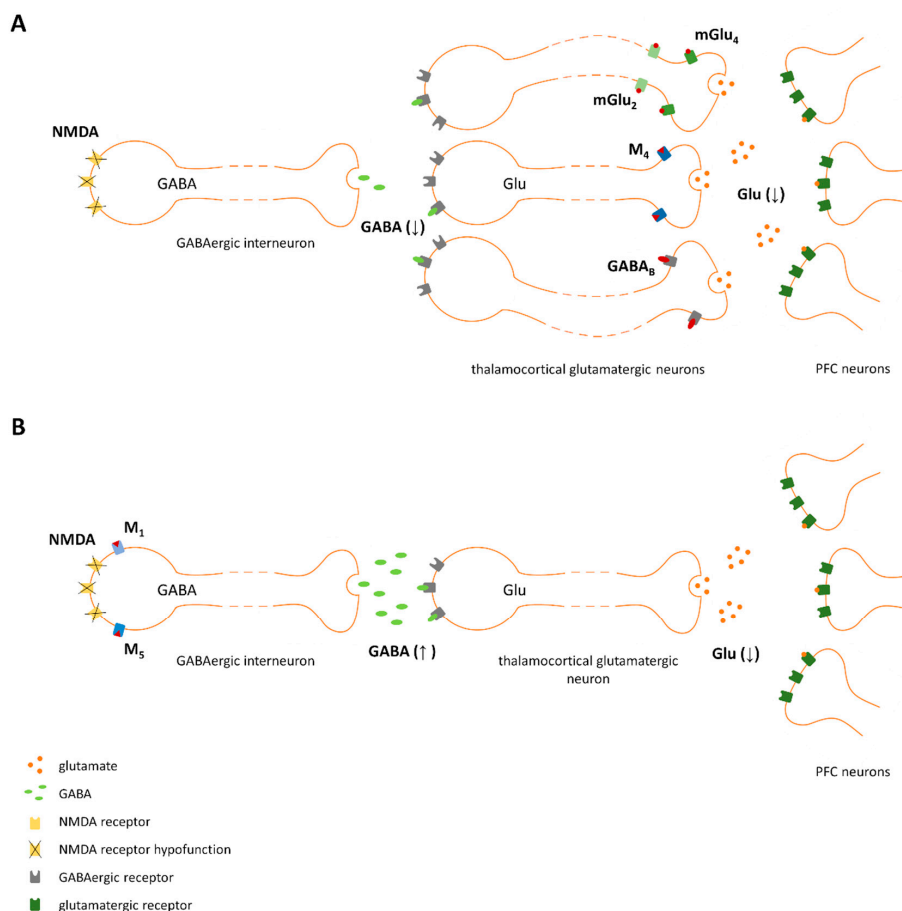 A
mGlu4
mGlu2
NMDA
M4
GABA
Glu
Glu (↓)
GABA (↓)
GABAergic interneuron
GABAB
thalamocortical glutamatergic neurons
PFC neurons
B
M1
NMDA
GABA
Glu
M5
GABAergic interneuron
GABA (↑ )
thalamocortical glutamatergic
neuron
Glu (↓)
PFC neurons
glutamate
GABA
NMDA receptor
NMDA receptor hypofunction
GABAergic receptor
glutamatergic receptor